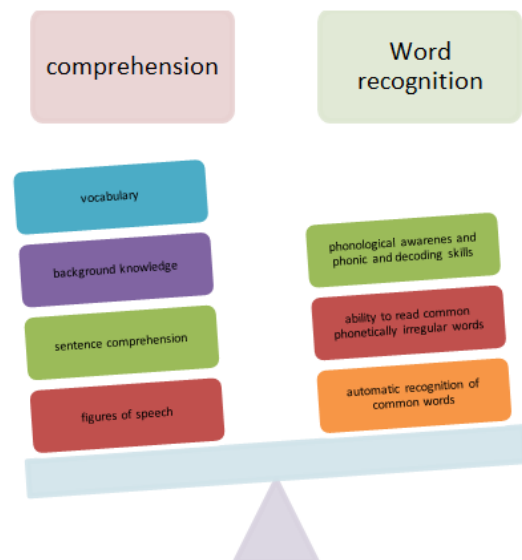 comprehension
Word
recognition
vocabulary
background knowledge
sentence comprehension
figures of speech
phonological awarenes and
phonic and decoding skills
ability to read common
phonetically irregular words
automatic recognition of
common words